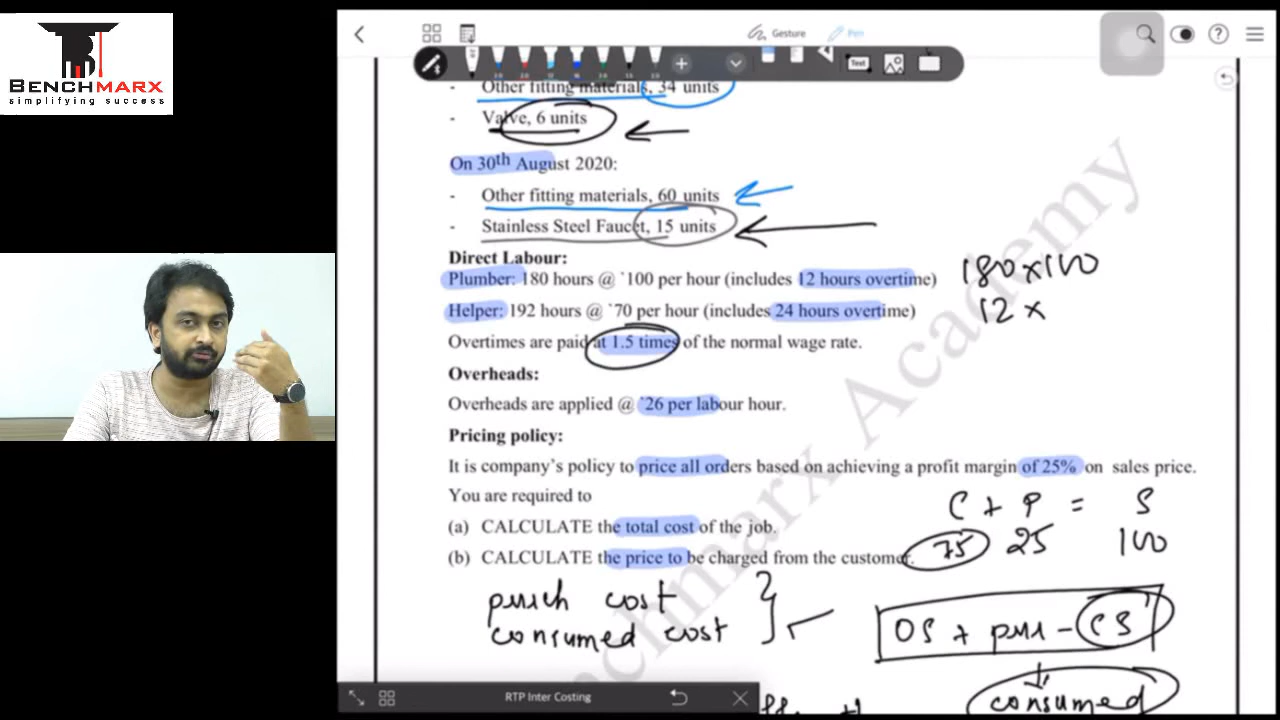 BENCHMARX
simplifying success
Gesture
Pen
Text
- Other fitting materials, 34 units
- Valve, 6 units
On 30th August 2020:
- Other fitting materials, 60 units
- Stainless Steel Faucet, 15 units
Direct Labour:
Plumber: 180 hours @ `100 per hour (includes 12 hours overtime)
180 x 100
Helper: 192 hours @ `70 per hour (includes 24 hours overtime)
12 x
Overtimes are paid at 1.5 times of the normal wage rate.
Overheads:
Overheads are applied @ `26 per labour hour.
Pricing policy:
It is company's policy to price all orders based on achieving a profit margin of 25% on sales price.
You are required to
C + P = S
(a) CALCULATE the total cost of the job.
75 25 100
(b) CALCULATE the price to be charged from the customer.
purch cost
consumed cost
OS + pur - CS
consumed
Benchmarx Academy
RTP Inter Costing